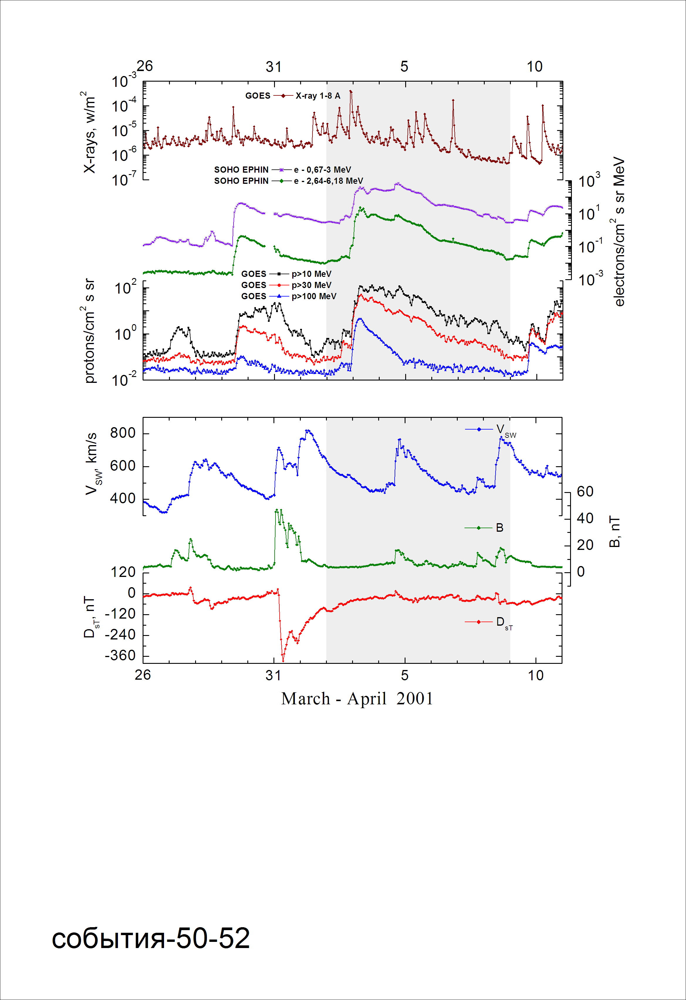 26 31 5 10
10-3
10-4
10-5
10-6
10-7
X-rays, w/m2
GOES X-ray 1-8 A
SOHO EPHIN e - 0,67-3 MeV
SOHO EPHIN e - 2,64-6,18 MeV
103
101
10-1
10-3
electrons/cm2 s sr MeV
GOES p>10 MeV
GOES p>30 MeV
GOES p>100 MeV
102
100
10-2
protons/cm2 s sr
800
600
400
VSW, km/s
VSW
60
40
20
0
B, nT
B
120
0
-120
-240
-360
DsT, nT
DsT
26 31 5 10
March - April 2001
события-50-52